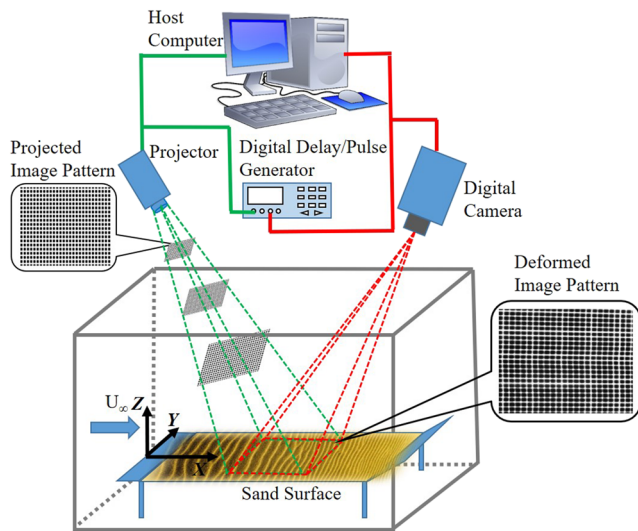 Host
Computer
Projected
Image Pattern
Projector
Digital Delay/Pulse
Generator
Digital
Camera
Deformed
Image Pattern
U∞
Z
Y
X
Sand Surface